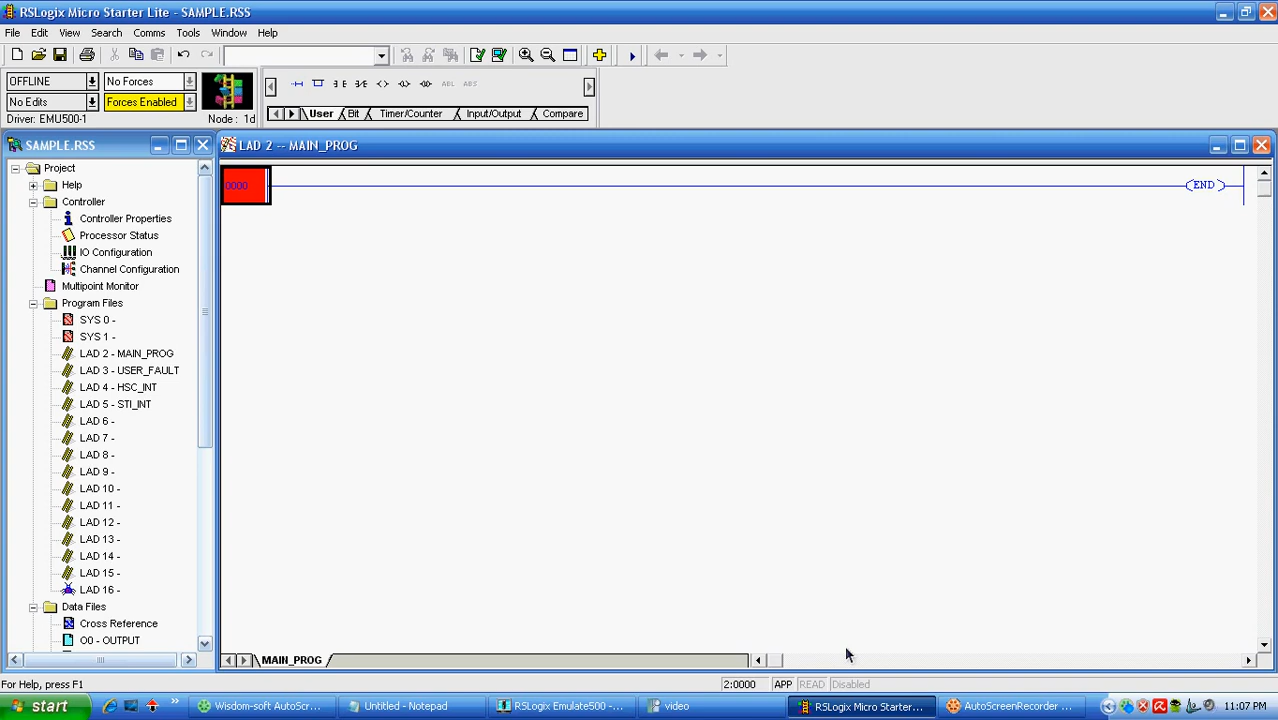 RSLogix Micro Starter Lite - SAMPLE.RSS
File Edit View Search Comms Tools Window Help
OFFLINE No Forces
No Edits Forces Enabled
Driver: EMU500-1 Node : 1d
ABL ABS
User Bit Timer/Counter Input/Output Compare
SAMPLE.RSS
Project
Help
Controller
Controller Properties
Processor Status
IO Configuration
Channel Configuration
Multipoint Monitor
Program Files
SYS 0 -
SYS 1 -
LAD 2 - MAIN_PROG
LAD 3 - USER_FAULT
LAD 4 - HSC_INT
LAD 5 - STI_INT
LAD 6 -
LAD 7 -
LAD 8 -
LAD 9 -
LAD 10 -
LAD 11 -
LAD 12 -
LAD 13 -
LAD 14 -
LAD 15 -
LAD 16 -
Data Files
Cross Reference
O0 - OUTPUT
LAD 2 -- MAIN_PROG
0000 END
MAIN_PROG
For Help, press F1 2:0000 APP READ Disabled
start Wisdom-soft AutoScr... Untitled - Notepad RSLogix Emulate500 -... video RSLogix Micro Starter... AutoScreenRecorder ... 11:07 PM